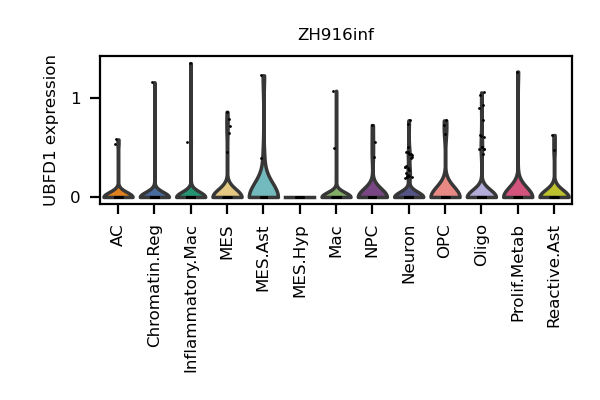 ZH916inf
UBFD1 expression
1
0
AC
Chromatin.Reg
Inflammatory.Mac
MES
MES.Ast
MES.Hyp
Mac
NPC
Neuron
OPC
Oligo
Prolif.Metab
Reactive.Ast